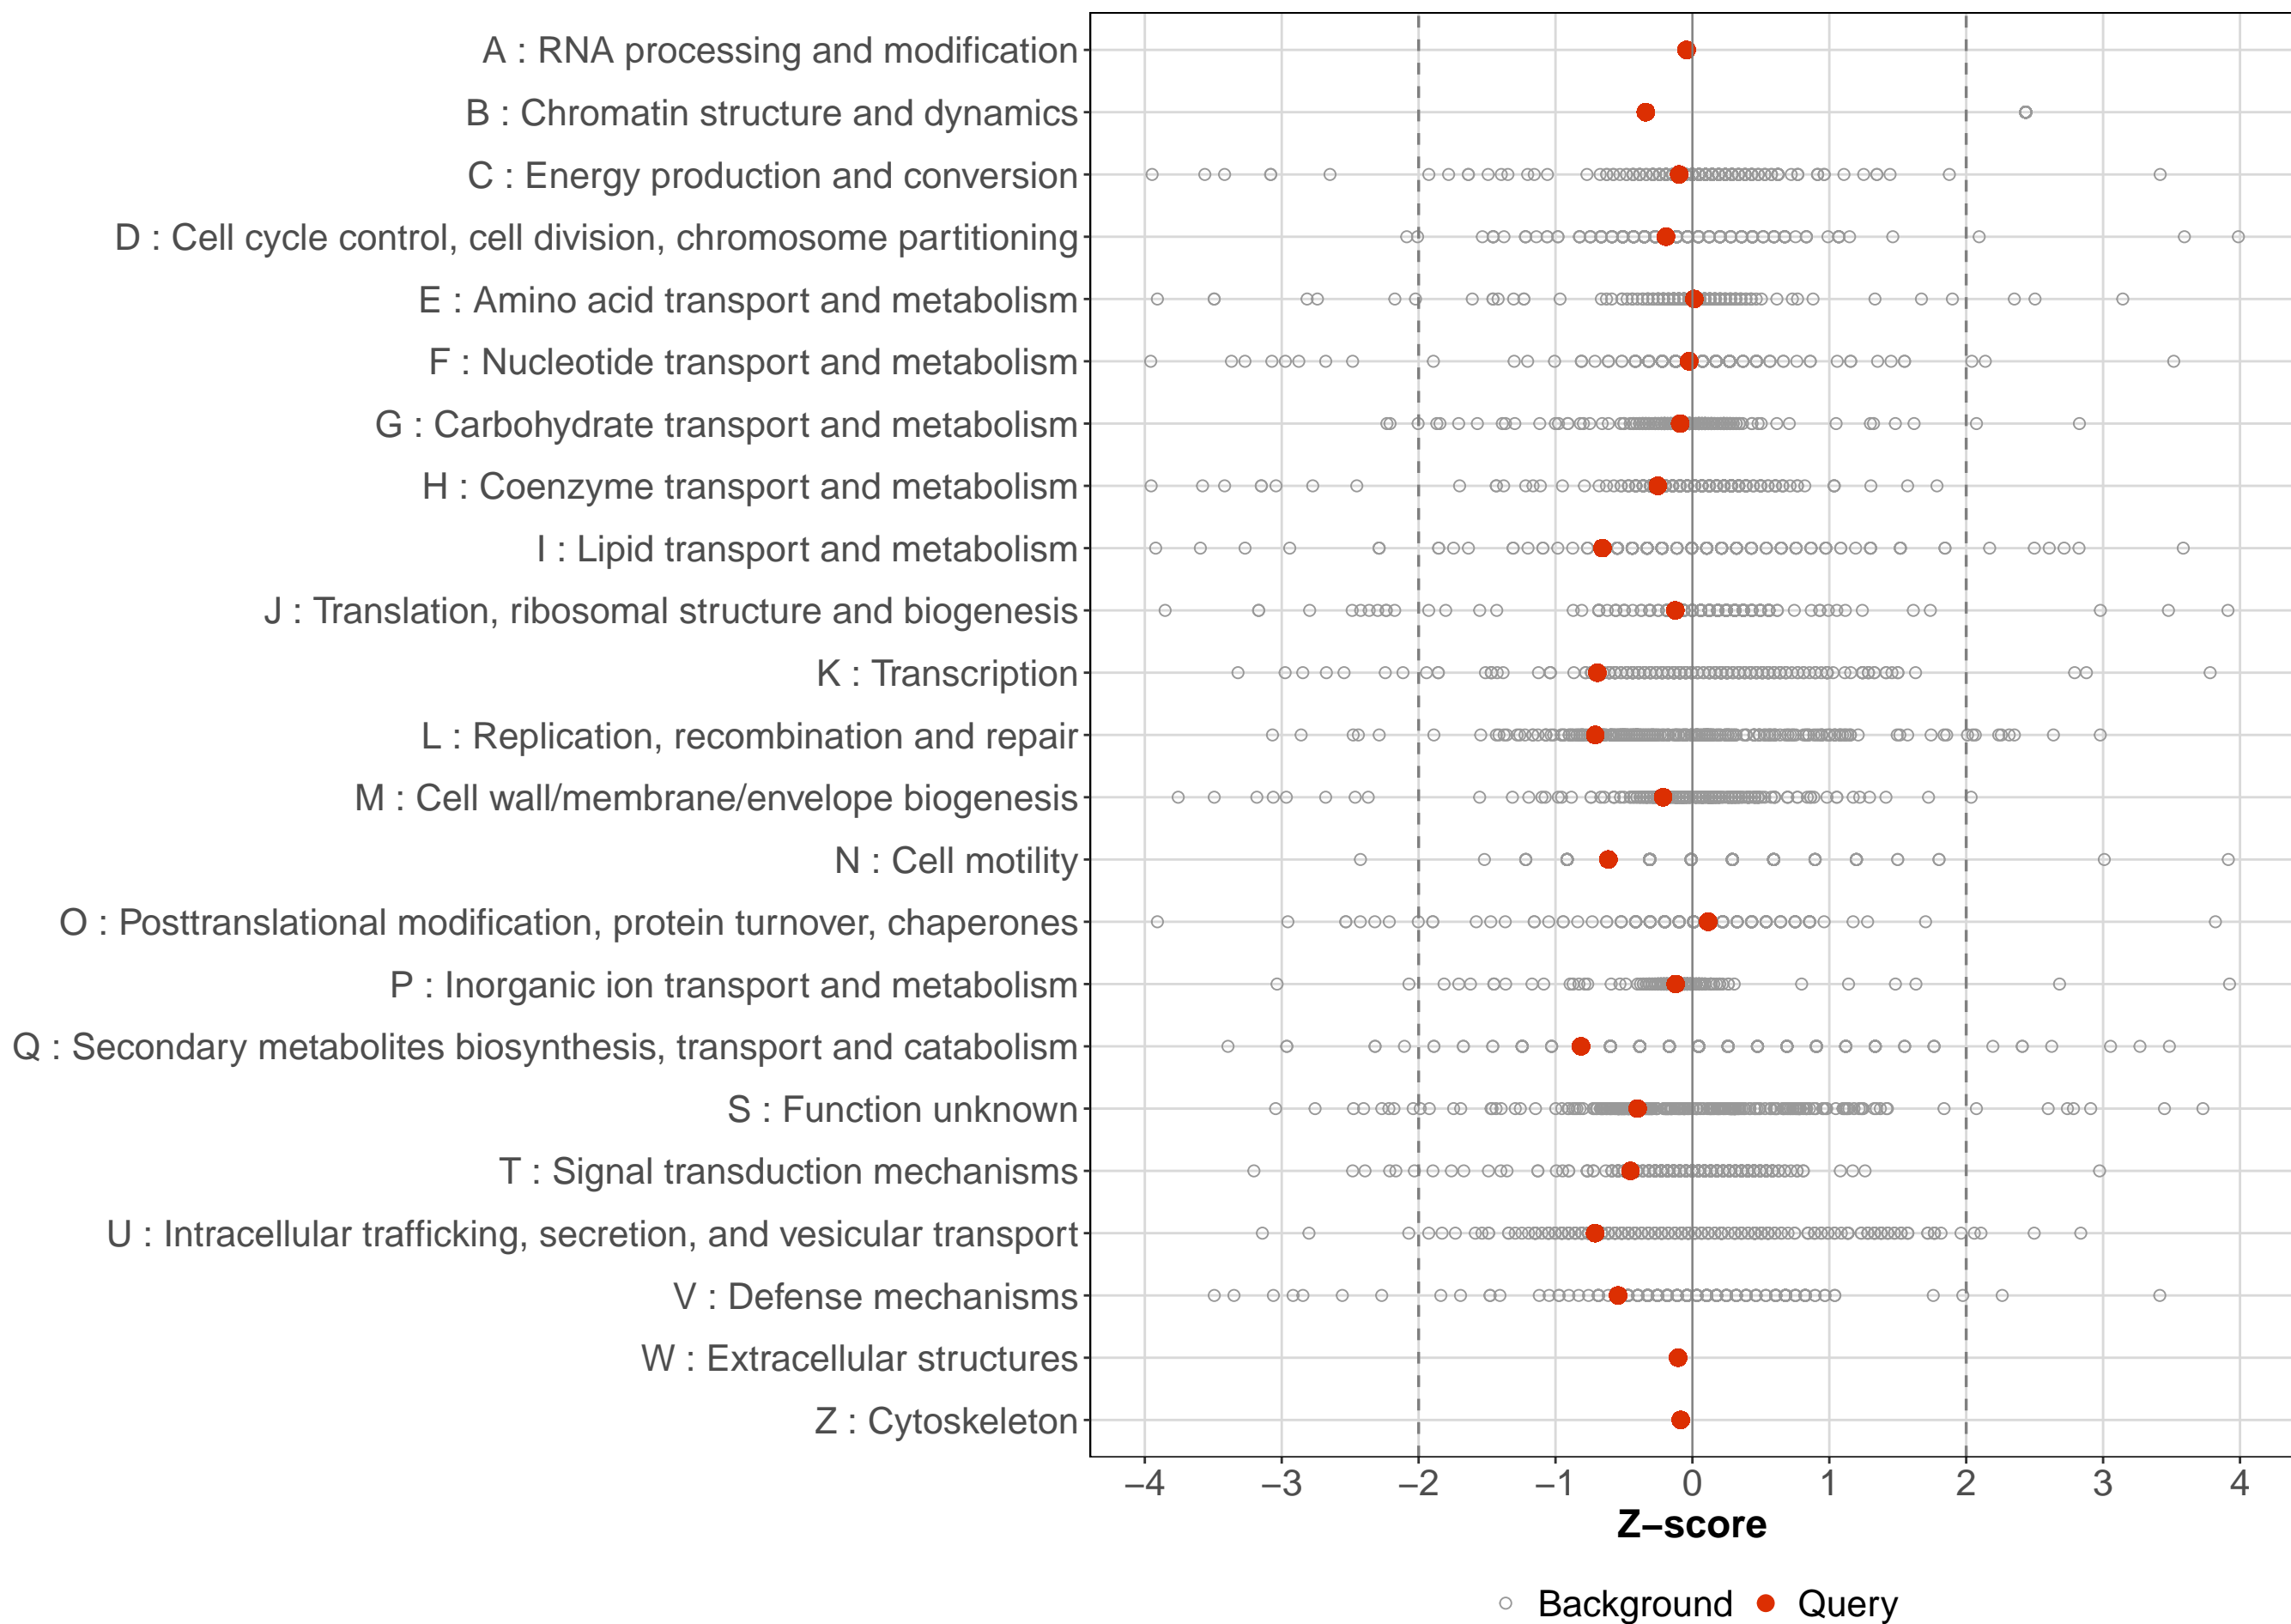 A : RNA processing and modification
B : Chromatin structure and dynamics
C : Energy production and conversion
D : Cell cycle control, cell division, chromosome partitioning
E : Amino acid transport and metabolism
F : Nucleotide transport and metabolism
G : Carbohydrate transport and metabolism
H : Coenzyme transport and metabolism
I : Lipid transport and metabolism
J : Translation, ribosomal structure and biogenesis
K : Transcription
L : Replication, recombination and repair
M : Cell wall/membrane/envelope biogenesis
N : Cell motility
O : Posttranslational modification, protein turnover, chaperones
P : Inorganic ion transport and metabolism
Q : Secondary metabolites biosynthesis, transport and catabolism
S : Function unknown
T : Signal transduction mechanisms
U : Intracellular trafficking, secretion, and vesicular transport
V : Defense mechanisms
W : Extracellular structures
Z : Cytoskeleton
−4 −3 −2 −1 0 1 2 3 4
Z−score
Background Query